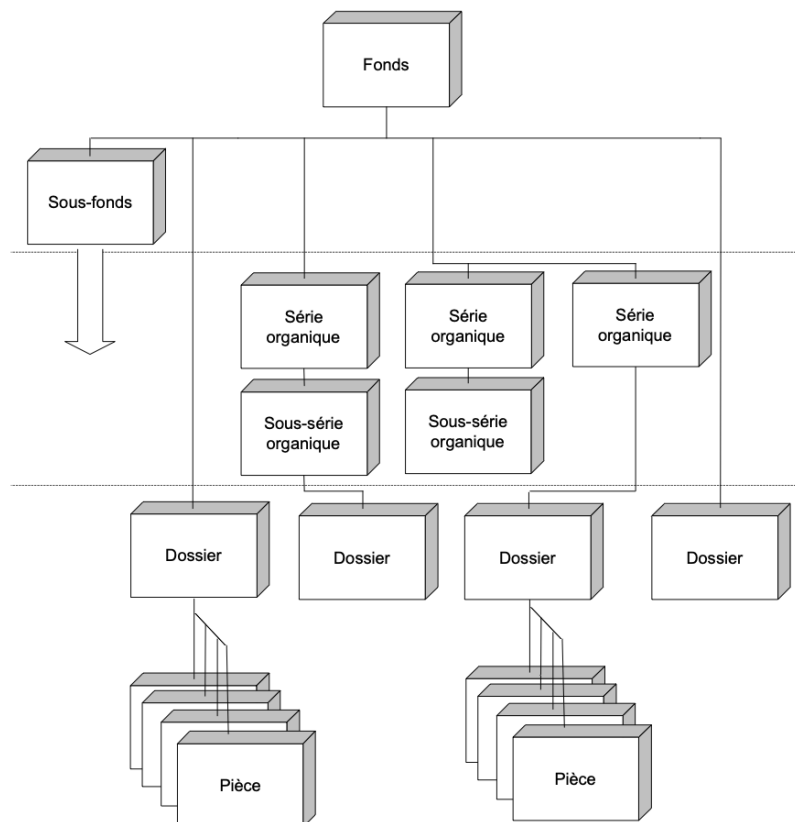 Fonds
Sous-fonds
Série
organique
Série
organique
Série
organique
Sous-série
organique
Sous-série
organique
Dossier
Dossier
Dossier
Dossier
Pièce
Pièce